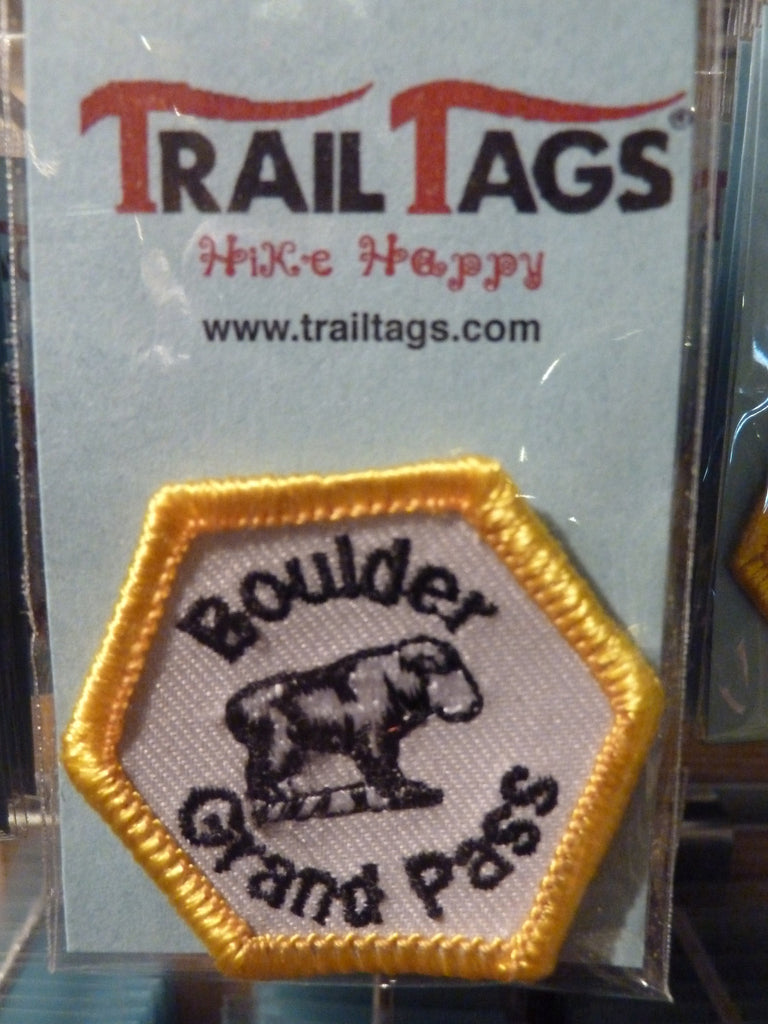 TRAIL TAGS®
Hike Happy
www.trailtags.com
Boulder
Grand Pass